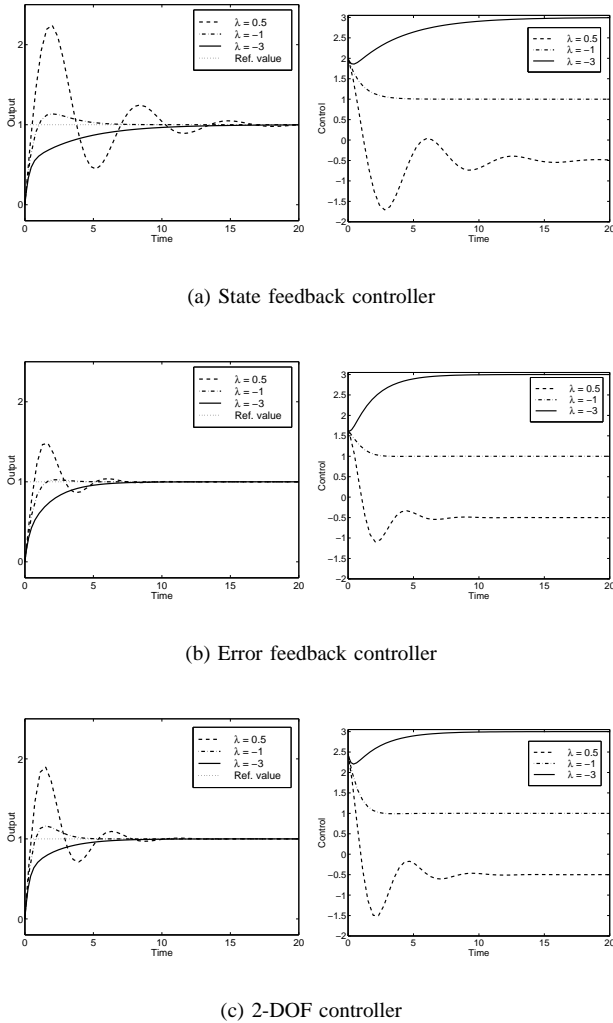 2
1
0
Output
λ = 0.5
λ = −1
λ = −3
Ref. value
0 5 10 15 20
Time
3
2.5
2
1.5
1
0.5
0
−0.5
−1
−1.5
−2
Control
λ = 0.5
λ = −1
λ = −3
0 5 10 15 20
Time
(a) State feedback controller
2
1
0
Output
λ = 0.5
λ = −1
λ = −3
Ref. value
0 5 10 15 20
Time
3
2.5
2
1.5
1
0.5
0
−0.5
−1
−1.5
−2
Control
λ = 0.5
λ = −1
λ = −3
0 5 10 15 20
Time
(b) Error feedback controller
2
1
0
Output
λ = 0.5
λ = −1
λ = −3
Ref. value
0 5 10 15 20
Time
3
2.5
2
1.5
1
0.5
0
−0.5
−1
−1.5
−2
Control
λ = 0.5
λ = −1
λ = −3
0 5 10 15 20
Time
(c) 2-DOF controller